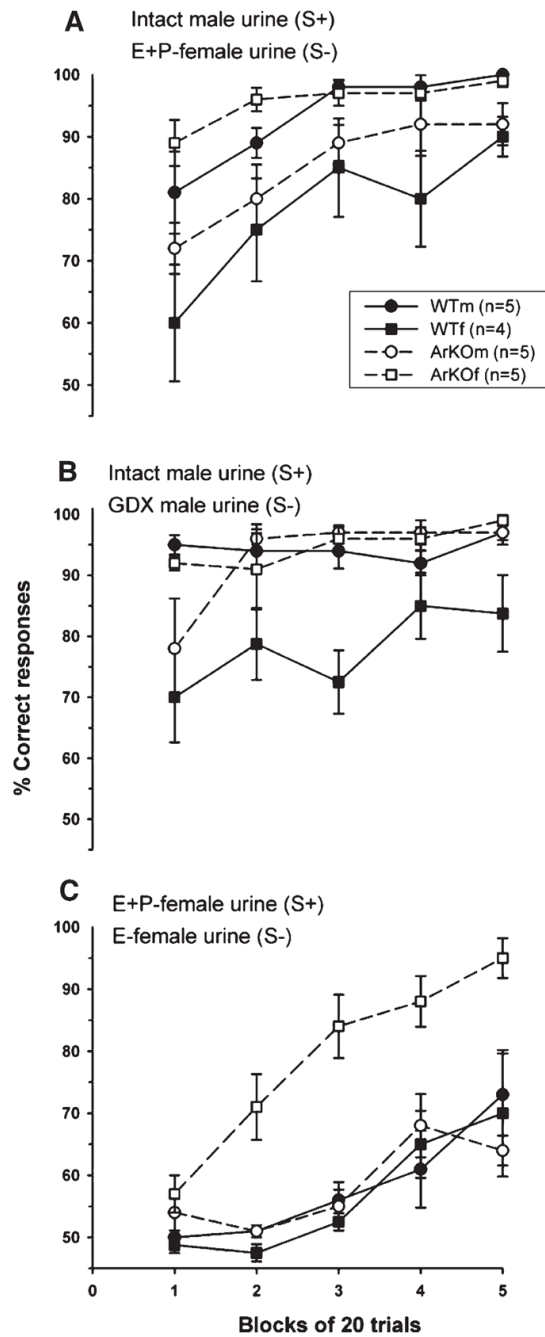 A
Intact male urine (S+)
E+P-female urine (S-)
100
90
80
70
60
50
WTm (n=5)
WTf (n=4)
ArKOm (n=5)
ArKOf (n=5)
B
Intact male urine (S+)
GDX male urine (S-)
100
90
80
70
60
50
% Correct responses
C
E+P-female urine (S+)
E-female urine (S-)
100
90
80
70
60
50
0
1
2
3
4
5
Blocks of 20 trials